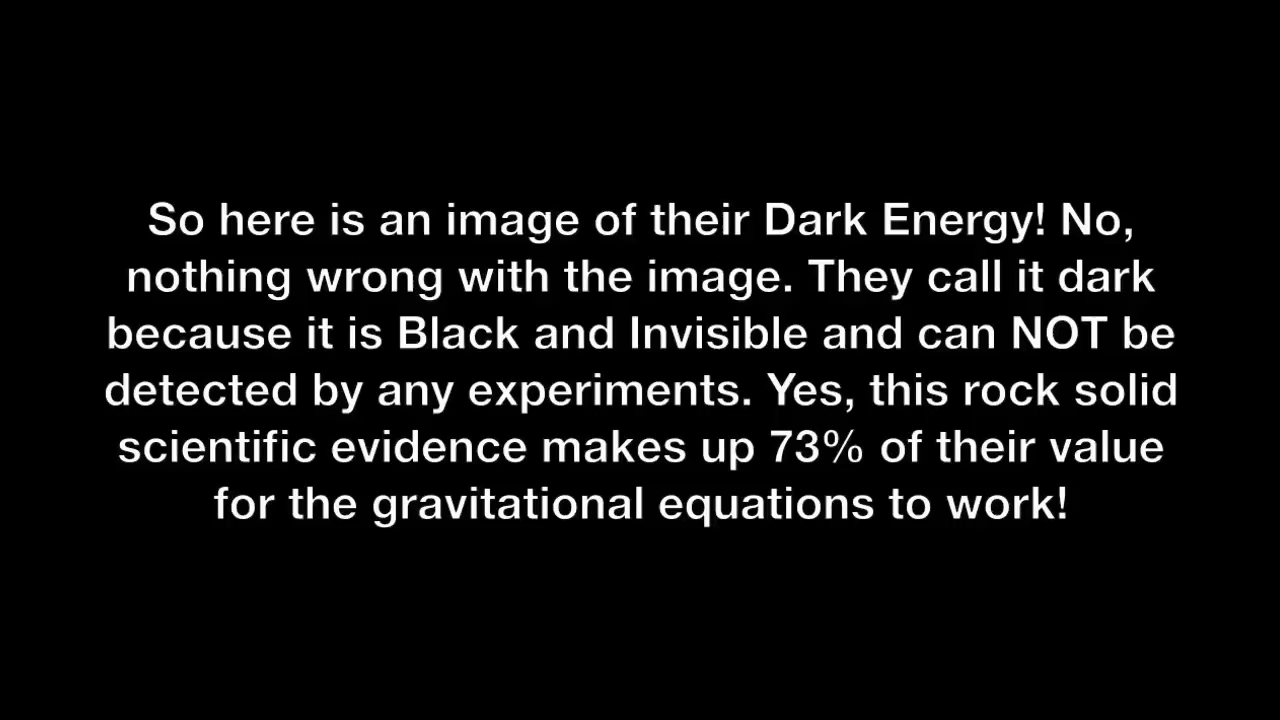 So here is an image of their Dark Energy! No,
nothing wrong with the image. They call it dark
because it is Black and Invisible and can NOT be
detected by any experiments. Yes, this rock solid
scientific evidence makes up 73% of their value
for the gravitational equations to work!